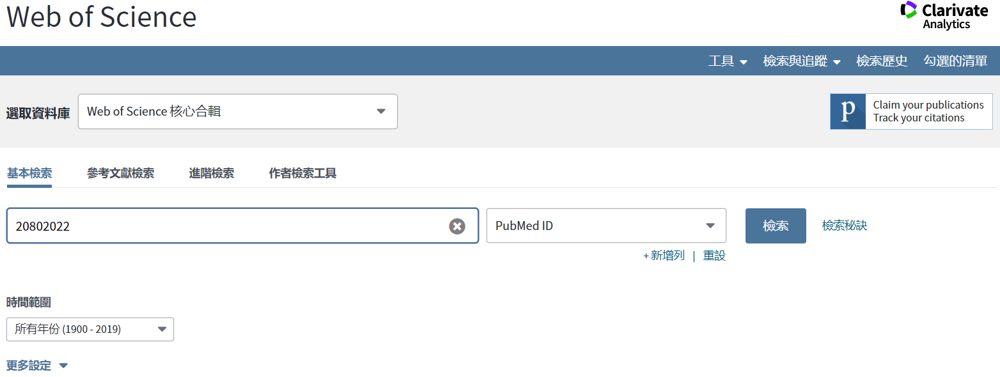 Web of Science
Clarivate
Analytics
工具 檢索與追蹤 檢索歷史 勾選的清單
選取資料庫 Web of Science 核心合輯
p
Claim your publications
Track your citations
基本檢索 參考文獻檢索 進階檢索 作者檢索工具
20802022 PubMed ID 檢索 檢索秘訣
+ 新增列 | 重設
時間範圍
所有年份 (1900 - 2019)
更多設定